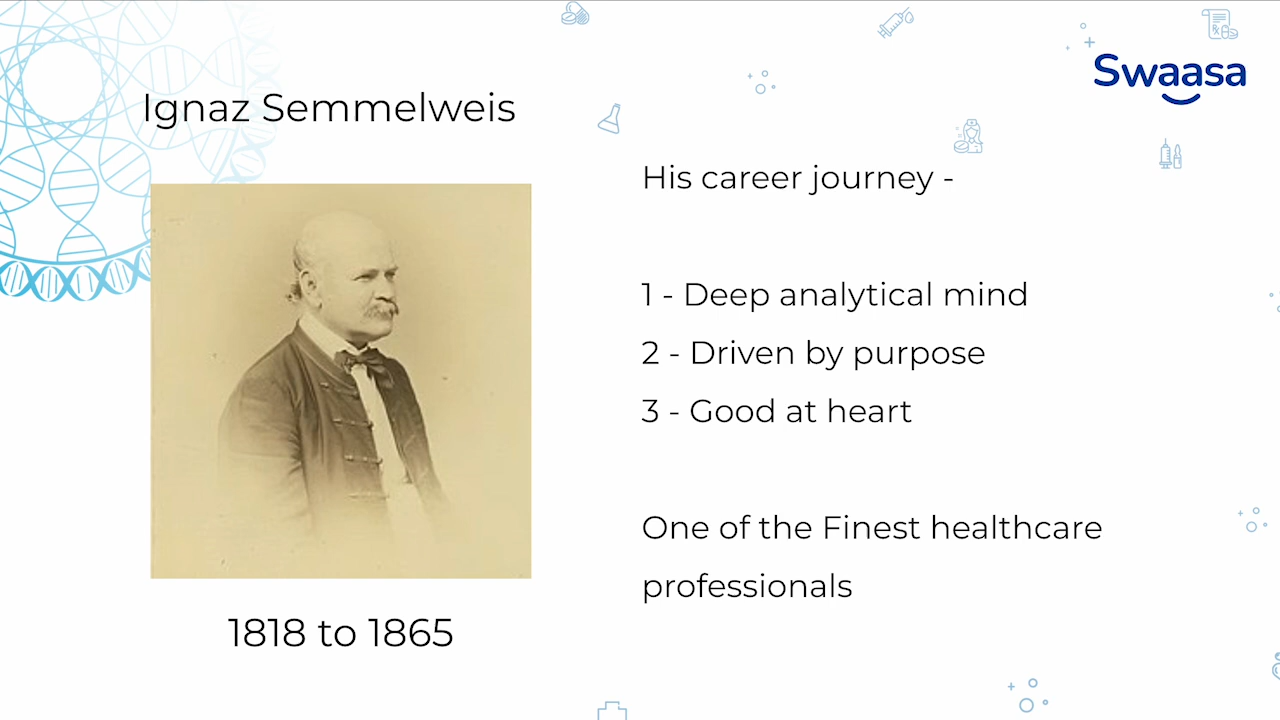 Swaasa
Ignaz Semmelweis
His career journey -
1 - Deep analytical mind
2 - Driven by purpose
3 - Good at heart
One of the Finest healthcare
professionals
1818 to 1865